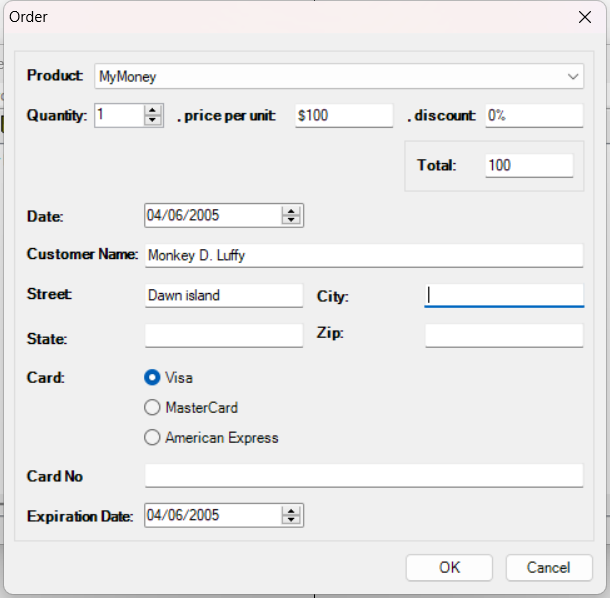 Order
Product: MyMoney
Quantity: 1 . price per unit: $100 . discount: 0%
Total: 100
Date: 04/06/2005
Customer Name: Monkey D. Luffy
Street: Dawn island City:
State: Zip:
Card: Visa
MasterCard
American Express
Card No
Expiration Date: 04/06/2005
OK Cancel